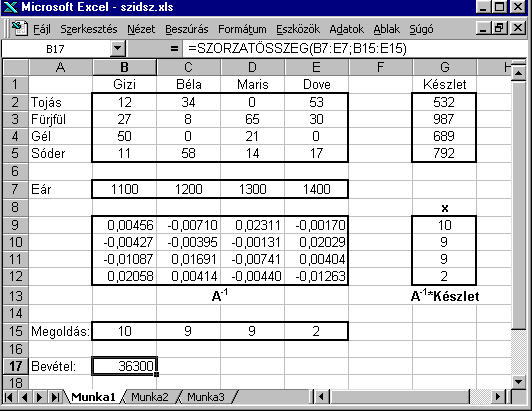 Microsoft Excel - szidsz.xls
Fájl Szerkesztés Nézet Beszúrás Formátum Eszközök Adatok Ablak Súgó
B17 = =SZORZATÖSSZEG(B7:E7;B15:E15)
A B C D E F G H
1 Gizi Béla Maris Dove Készlet
2 Tojás 12 34 0 53 532
3 Fürjfül 27 8 65 30 987
4 Gél 50 0 21 0 689
5 Sóder 11 58 14 17 792
6
7 Eár 1100 1200 1300 1400
8 x
9 0,00456 -0,00710 0,02311 -0,00170 10
10 -0,00427 -0,00395 -0,00131 0,02029 9
11 -0,01087 0,01691 -0,00741 0,00404 9
12 0,02058 0,00414 -0,00440 -0,01263 2
13 A-1 A-1*Készlet
14
15 Megoldás: 10 9 9 2
16
17 Bevétel: 36300
18
Munka1 Munka2 Munka3